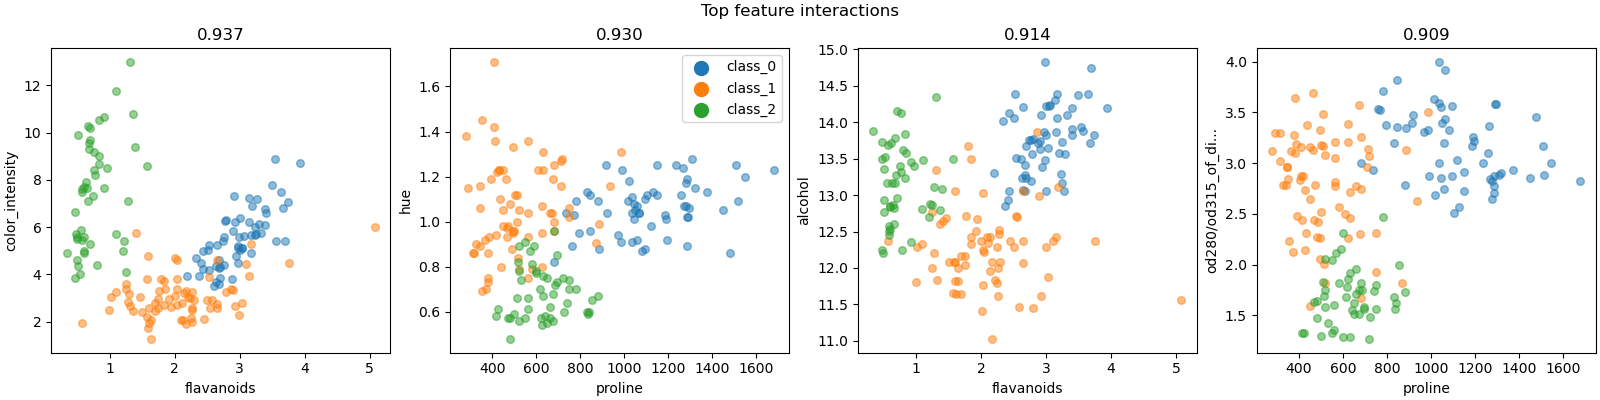 Top feature interactions
0.937
color_intensity
12
10
8
6
4
2
1 2 3 4 5
flavanoids
0.930
hue
1.6
1.4
1.2
1.0
0.8
0.6
class_0
class_1
class_2
400 600 800 1000 1200 1400 1600
proline
0.914
alcohol
15.0
14.5
14.0
13.5
13.0
12.5
12.0
11.5
11.0
1 2 3 4 5
flavanoids
0.909
od280/od315_of_di...
4.0
3.5
3.0
2.5
2.0
1.5
400 600 800 1000 1200 1400 1600
proline